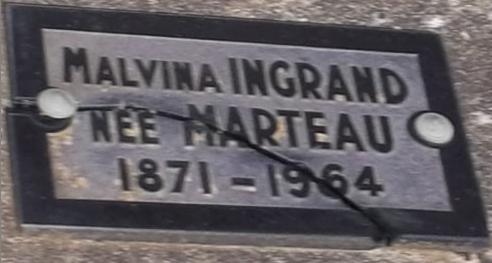 MALVINA INGRAND
NÉE MARTEAU
1871 - 1964